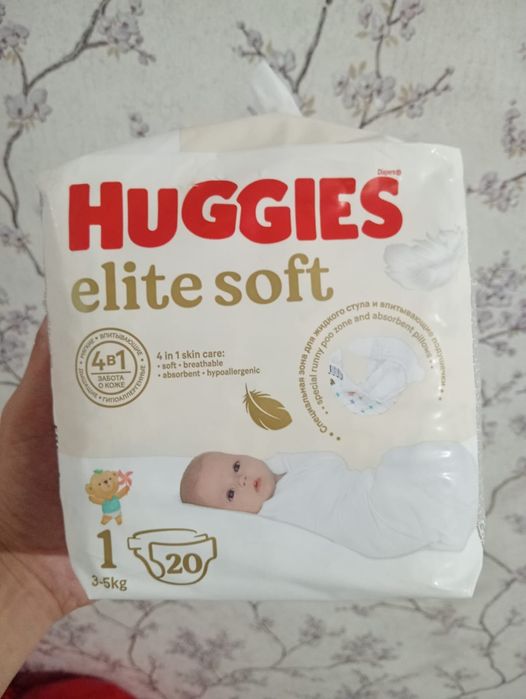 Diapers®
HUGGIES
elite soft
• МЯГКИЕ • ВПИТЫВАЮЩИЕ
4в1
ЗАБОТА
О КОЖЕ
ДЫШАЩИЕ • ГИПОАЛЛЕРГЕННЫЕ
4 in 1 skin care:
• soft • breathable
• absorbent • hypoallergenic
Специальная зона для жидкого стула и впитывающие подушечки
special runny poo zone and absorbent pillows
1
3-5kg
20